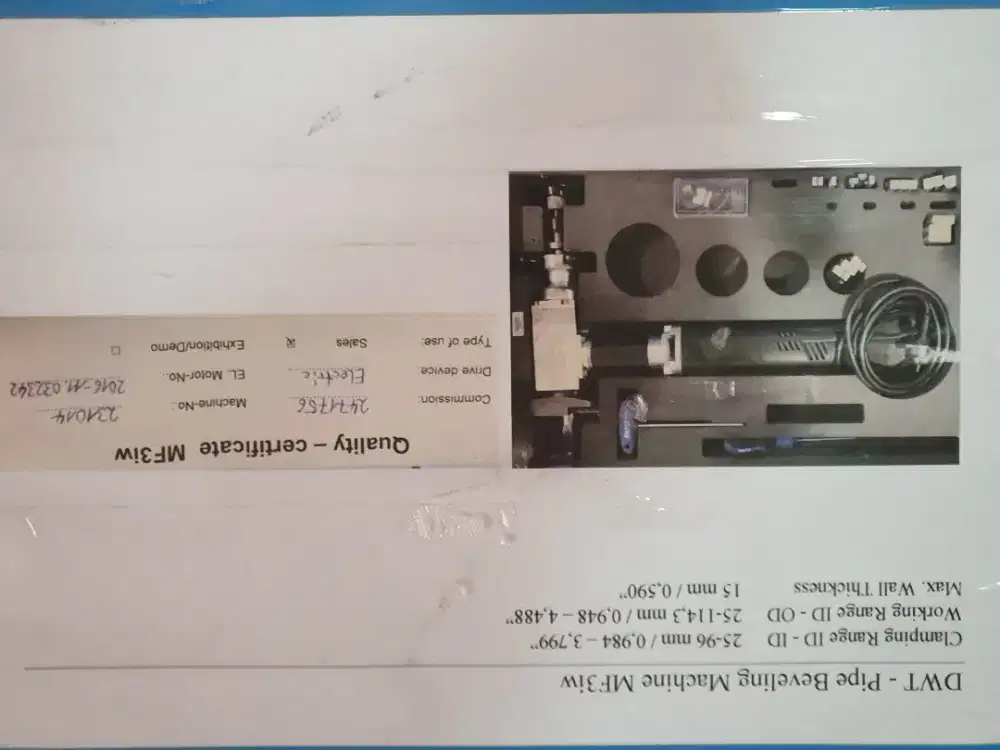 DWT - Pipe Beveling Machine MF3iw
Clamping Range ID - ID 25-96 mm / 0,984 – 3,799"
Working Range ID - OD 25-114,3 mm / 0,948 – 4,488"
Max. Wall Thickness 15 mm / 0,590"
Quality – certificate MF3iw
Commission: 2471756 Machine-No.. 231014
Drive device: Electric EL. Motor-No.. 2016-11.032342
Type of use: Sales ☒ Exhibition/Demo ☐